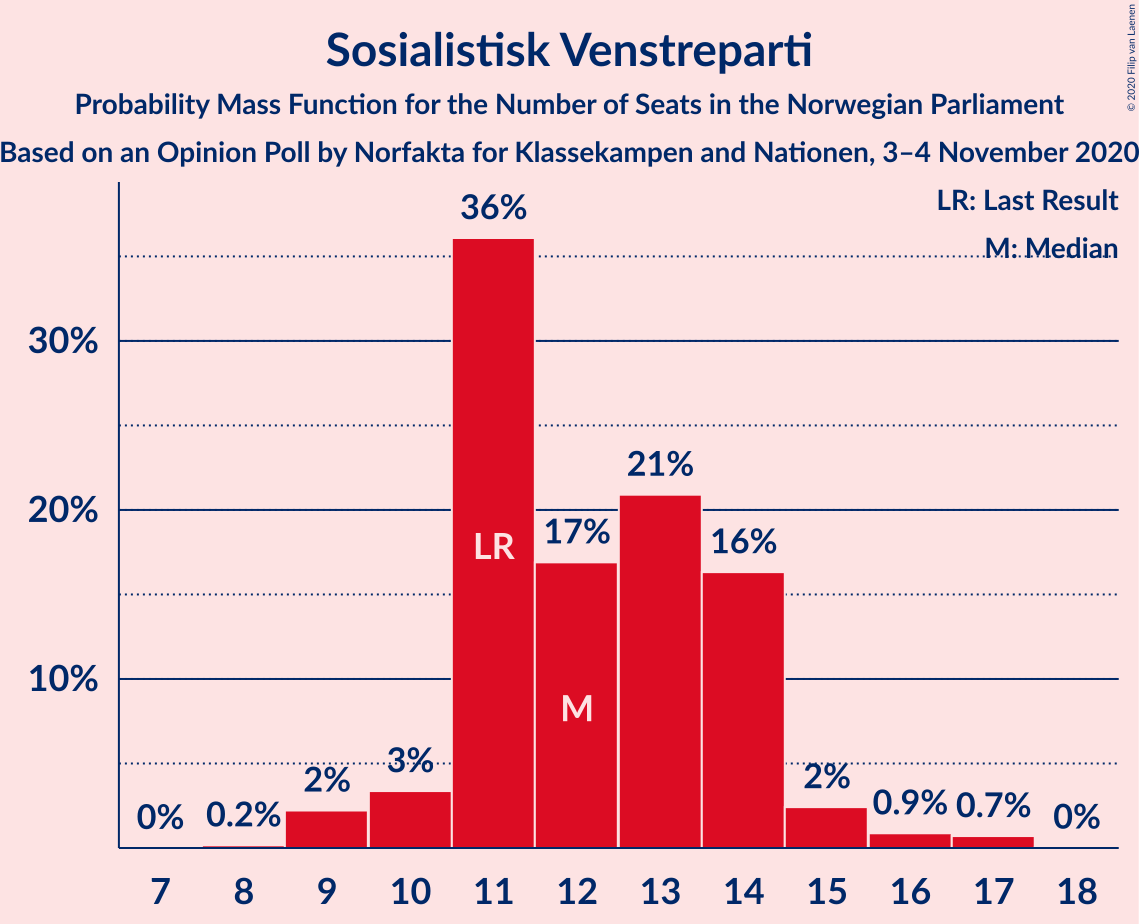 Sosialistisk Venstreparti
Probability Mass Function for the Number of Seats in the Norwegian Parliament
Based on an Opinion Poll by Norfakta for Klassekampen and Nationen, 3–4 November 2020
© 2020 Filip van Laenen
LR: Last Result
M: Median
36%
30%
21%
20%
17%
16%
LR
M
10%
3%
2%
2%
0%
0.2%
0.9%
0.7%
0%
7 8 9 10 11 12 13 14 15 16 17 18